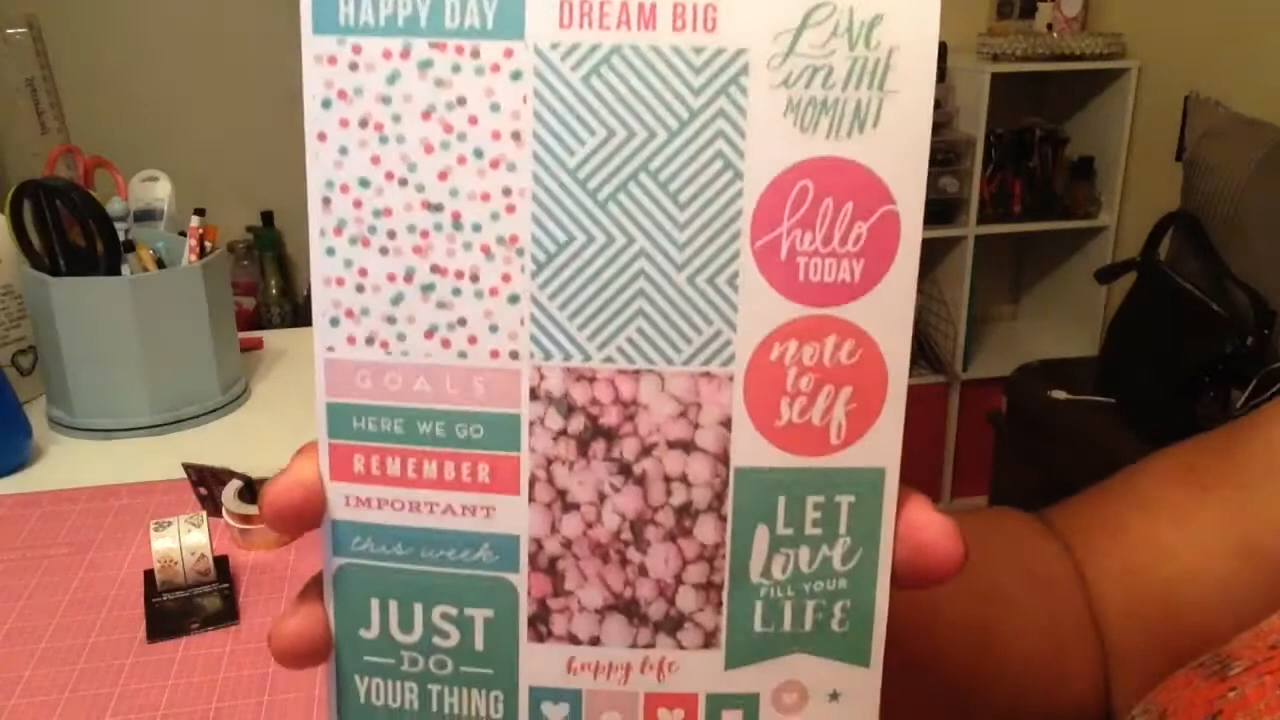 HAPPY DAY
DREAM BIG
Live
in THE
MOMENT
hello
TODAY
note
to
self
GOALS
HERE WE GO
REMEMBER
IMPORTANT
this week
JUST
DO
YOUR THING
LET
Love
FILL YOUR
LIFE
happy life